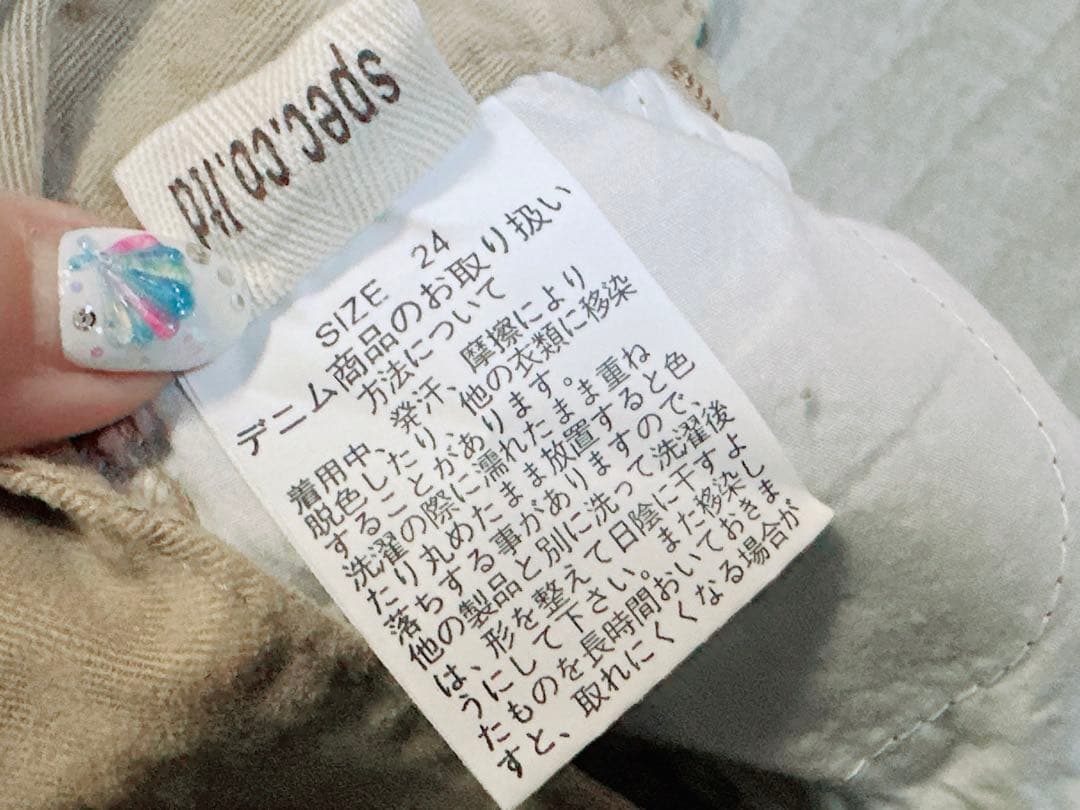 spec.co.ltd
SIZE 24
デニム商品のお取り扱い
方法について
着用中、発汗、摩擦により
脱色したり、他の衣類に移染
することがあります。
洗濯の際に濡れたまま重ね
たり丸めたまま放置すると色
落ちする事がありますので、
他の製品と別に洗って洗濯後
は、形を整えて日陰に干すよ
うにして下さい。また移染し
たものを長時間おいておきま
すと、取れにくくなる場合が